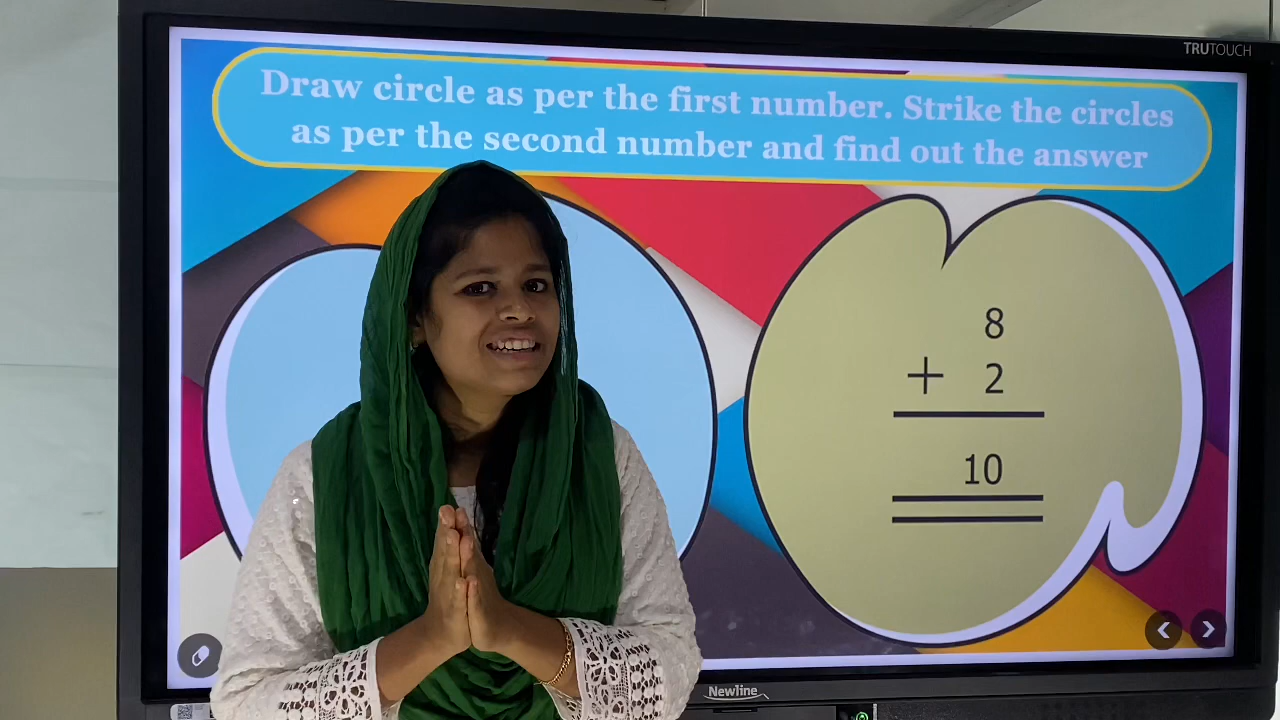 TRUTOUCH
Draw circle as per the first number. Strike the circles
as per the second number and find out the answer
8
+ 2
10
Newline